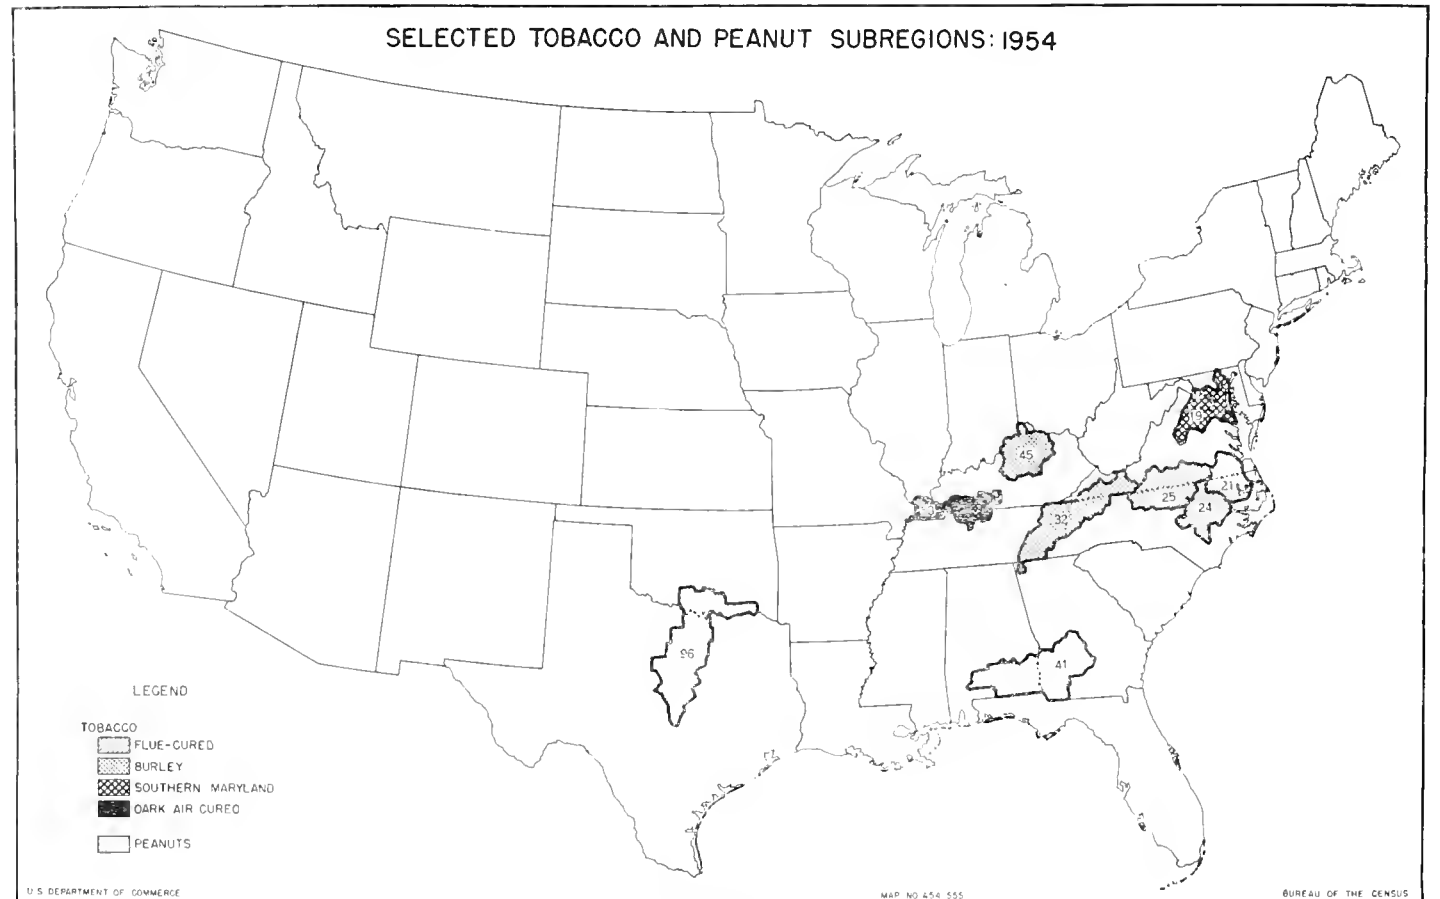 SELECTED TOBACCO AND PEANUT SUBREGIONS: 1954
19
45
21
25
24
32
96
41
LEGEND
TOBACCO
FLUE-CURED
BURLEY
SOUTHERN MARYLAND
DARK AIR CURED
PEANUTS
U S DEPARTMENT OF COMMERCE
MAP NO 454 555
BUREAU OF THE CENSUS